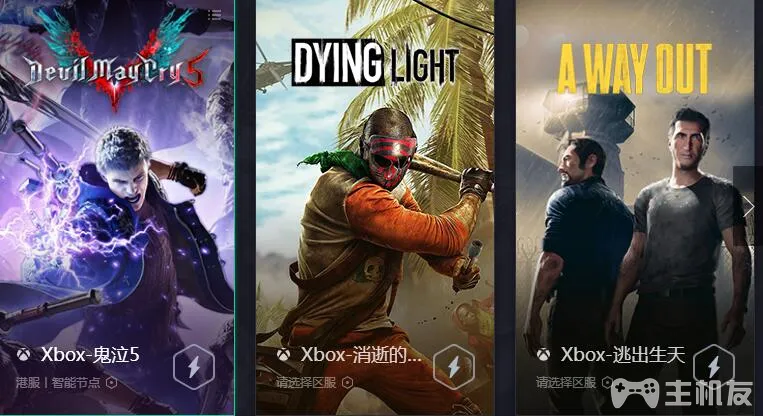 Devil May Cry 5
DYING LIGHT
A WAY OUT
Xbox-鬼泣5
港服 | 智能节点
Xbox-消逝的...
请选择区服
Xbox-逃出生天
请选择区服
主机友